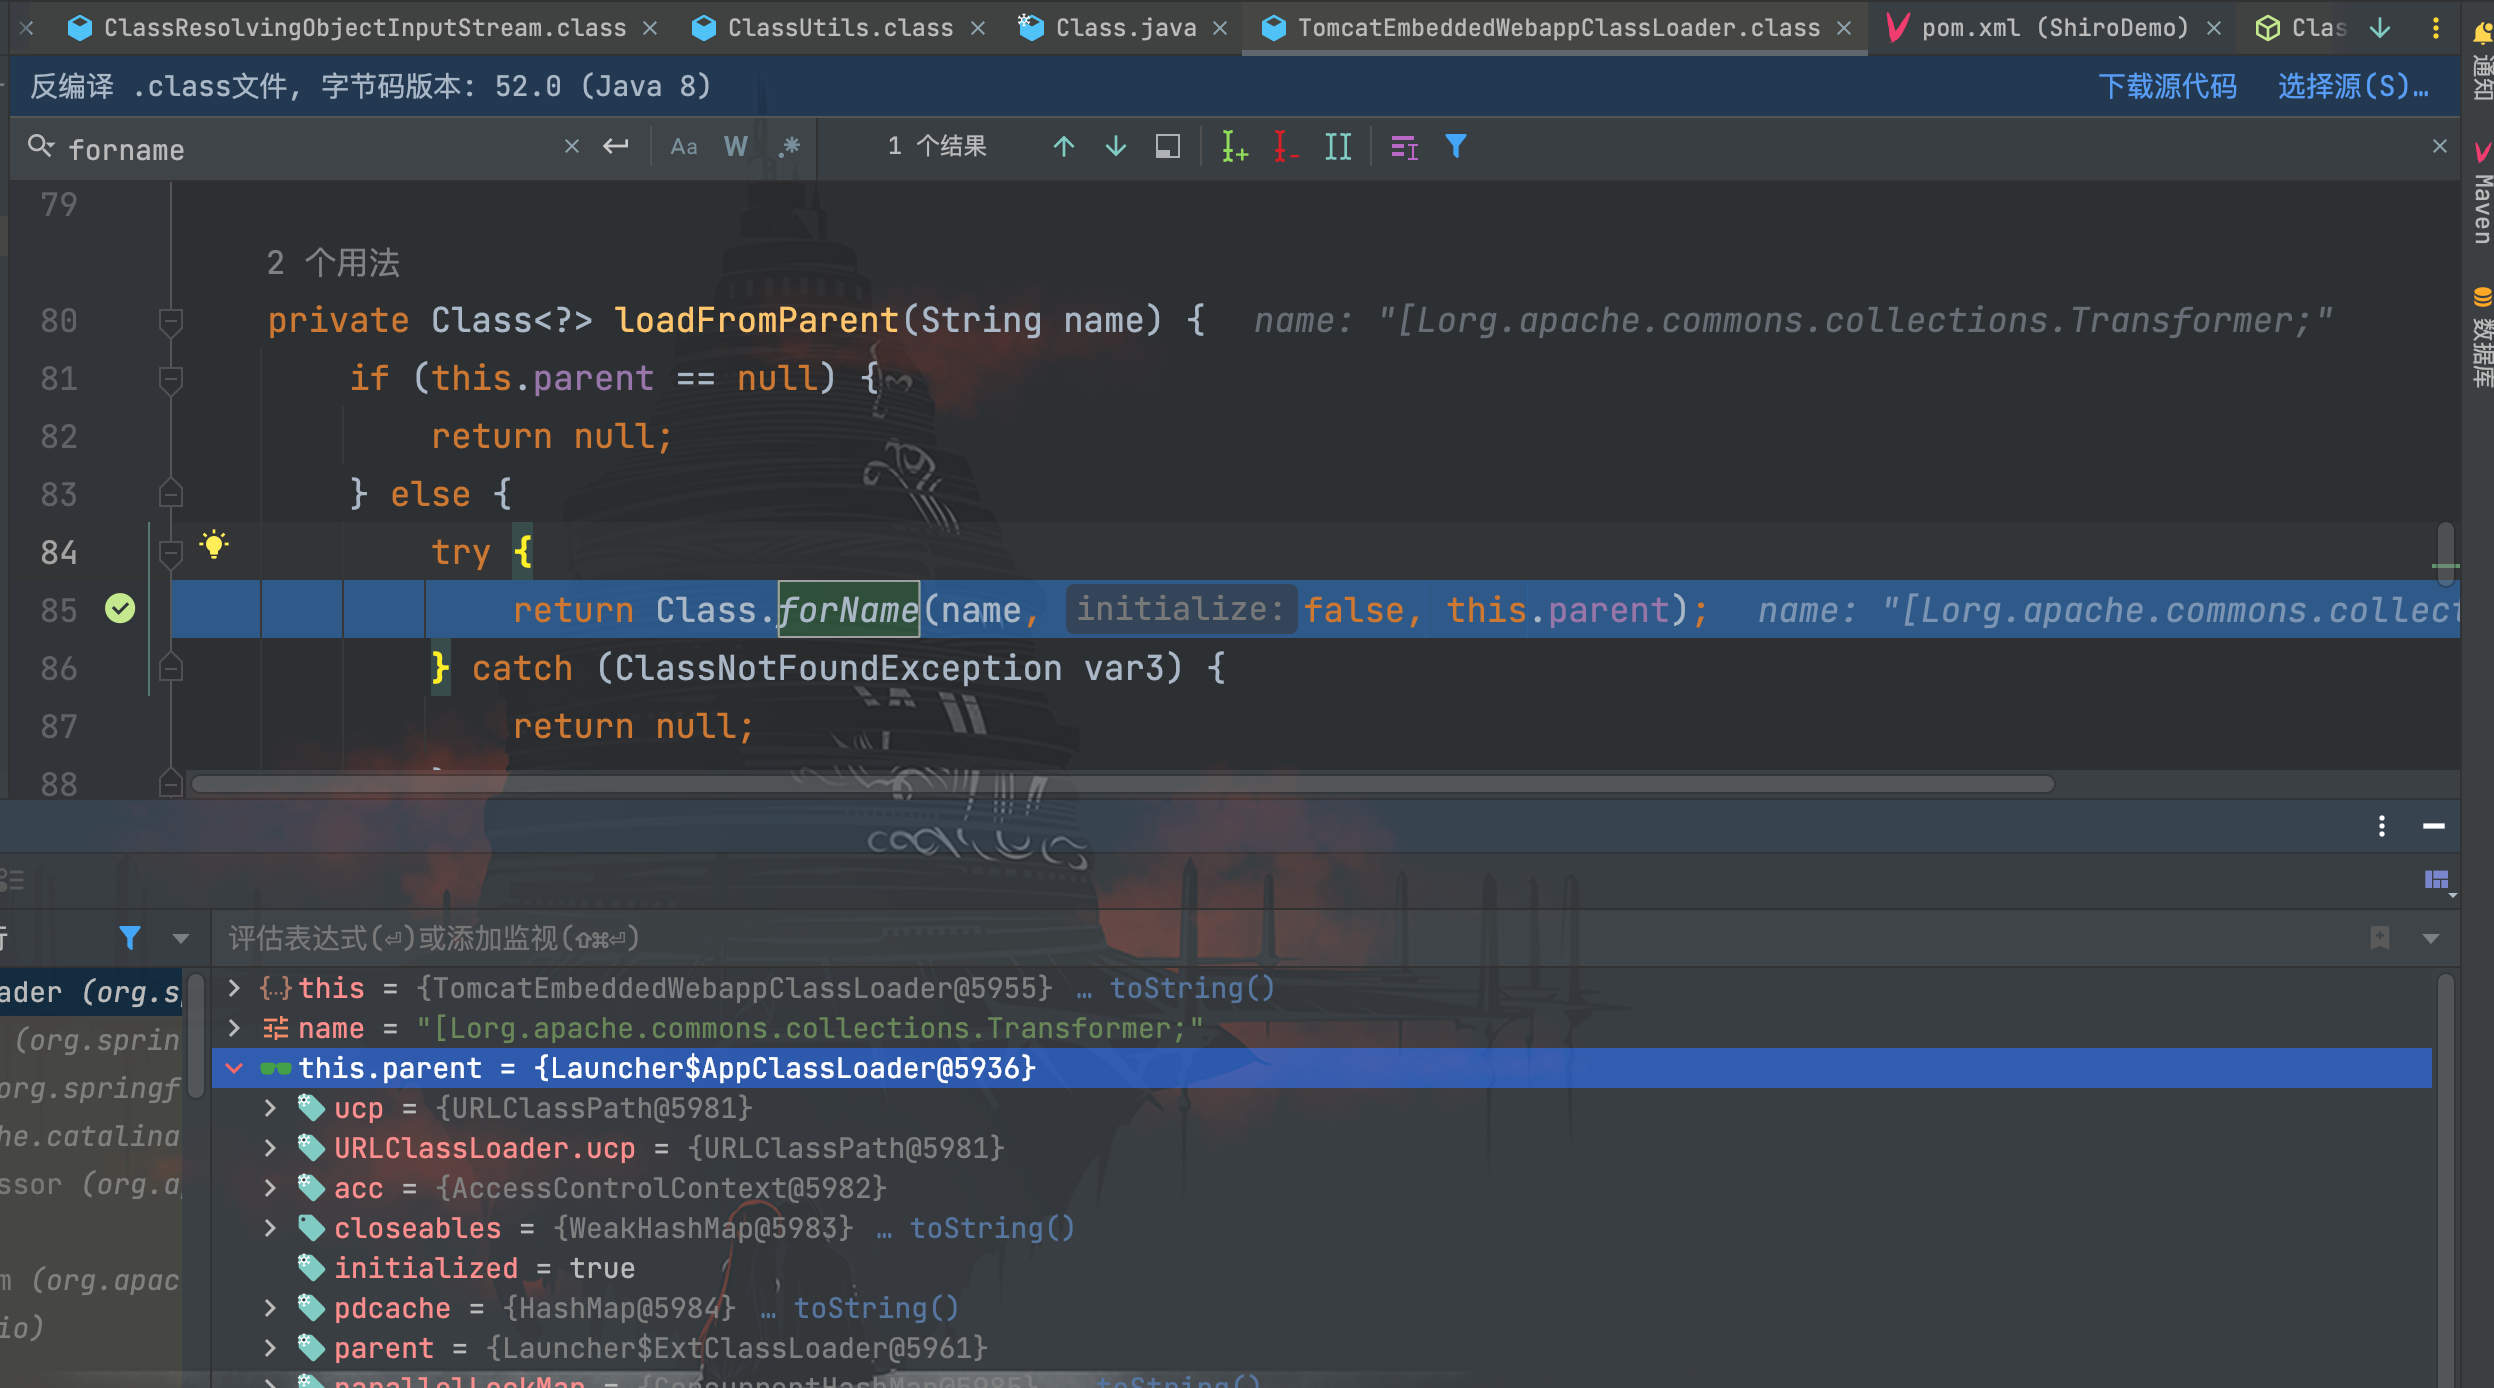 ClassResolvingObjectInputStream.class ClassUtils.class Class.java TomcatEmbeddedWebappClassLoader.class pom.xml (ShiroDemo) Clas
反编译 .class文件, 字节码版本: 52.0 (Java 8) 下载源代码 选择源(S)…
forname Aa W .* 1 个结果
79
2 个用法
80 private Class<?> loadFromParent(String name) { name: "[Lorg.apache.commons.collections.Transformer;"
81 if (this.parent == null) {
82 return null;
83 } else {
84 try {
85 return Class.forName(name, initialize: false, this.parent); name: "[Lorg.apache.commons.collect
86 } catch (ClassNotFoundException var3) {
87 return null;
88
通知
Maven
数据库
评估表达式(⏎)或添加监视(⇧⌘⏎)
ader (org.s
(org.sprin
org.springf
he.catalina
ssor (org.a
m (org.apac
io)
{…} this = {TomcatEmbeddedWebappClassLoader@5955} … toString()
name = "[Lorg.apache.commons.collections.Transformer;"
this.parent = {Launcher$AppClassLoader@5936}
ucp = {URLClassPath@5981}
URLClassLoader.ucp = {URLClassPath@5981}
acc = {AccessControlContext@5982}
closeables = {WeakHashMap@5983} … toString()
initialized = true
pdcache = {HashMap@5984} … toString()
parent = {Launcher$ExtClassLoader@5961}
parallelLockMap = {ConcurrentHashMap@5985} … toString()